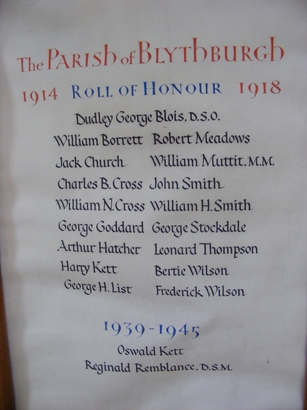 The PARISH of BLYTHBURGH
1914 ROLL OF HONOUR 1918
Dudley George Blois, D.S.O.
William Borrett Robert Meadows
Jack Church William Muttit, M.M.
Charles B. Cross John Smith
William N. Cross William H. Smith
George Goddard George Stockdale
Arthur Hatcher Leonard Thompson
Harry Kett Bertie Wilson
George H. List Frederick Wilson
1939-1945
Oswald Kett
Reginald Remblance, D.S.M.